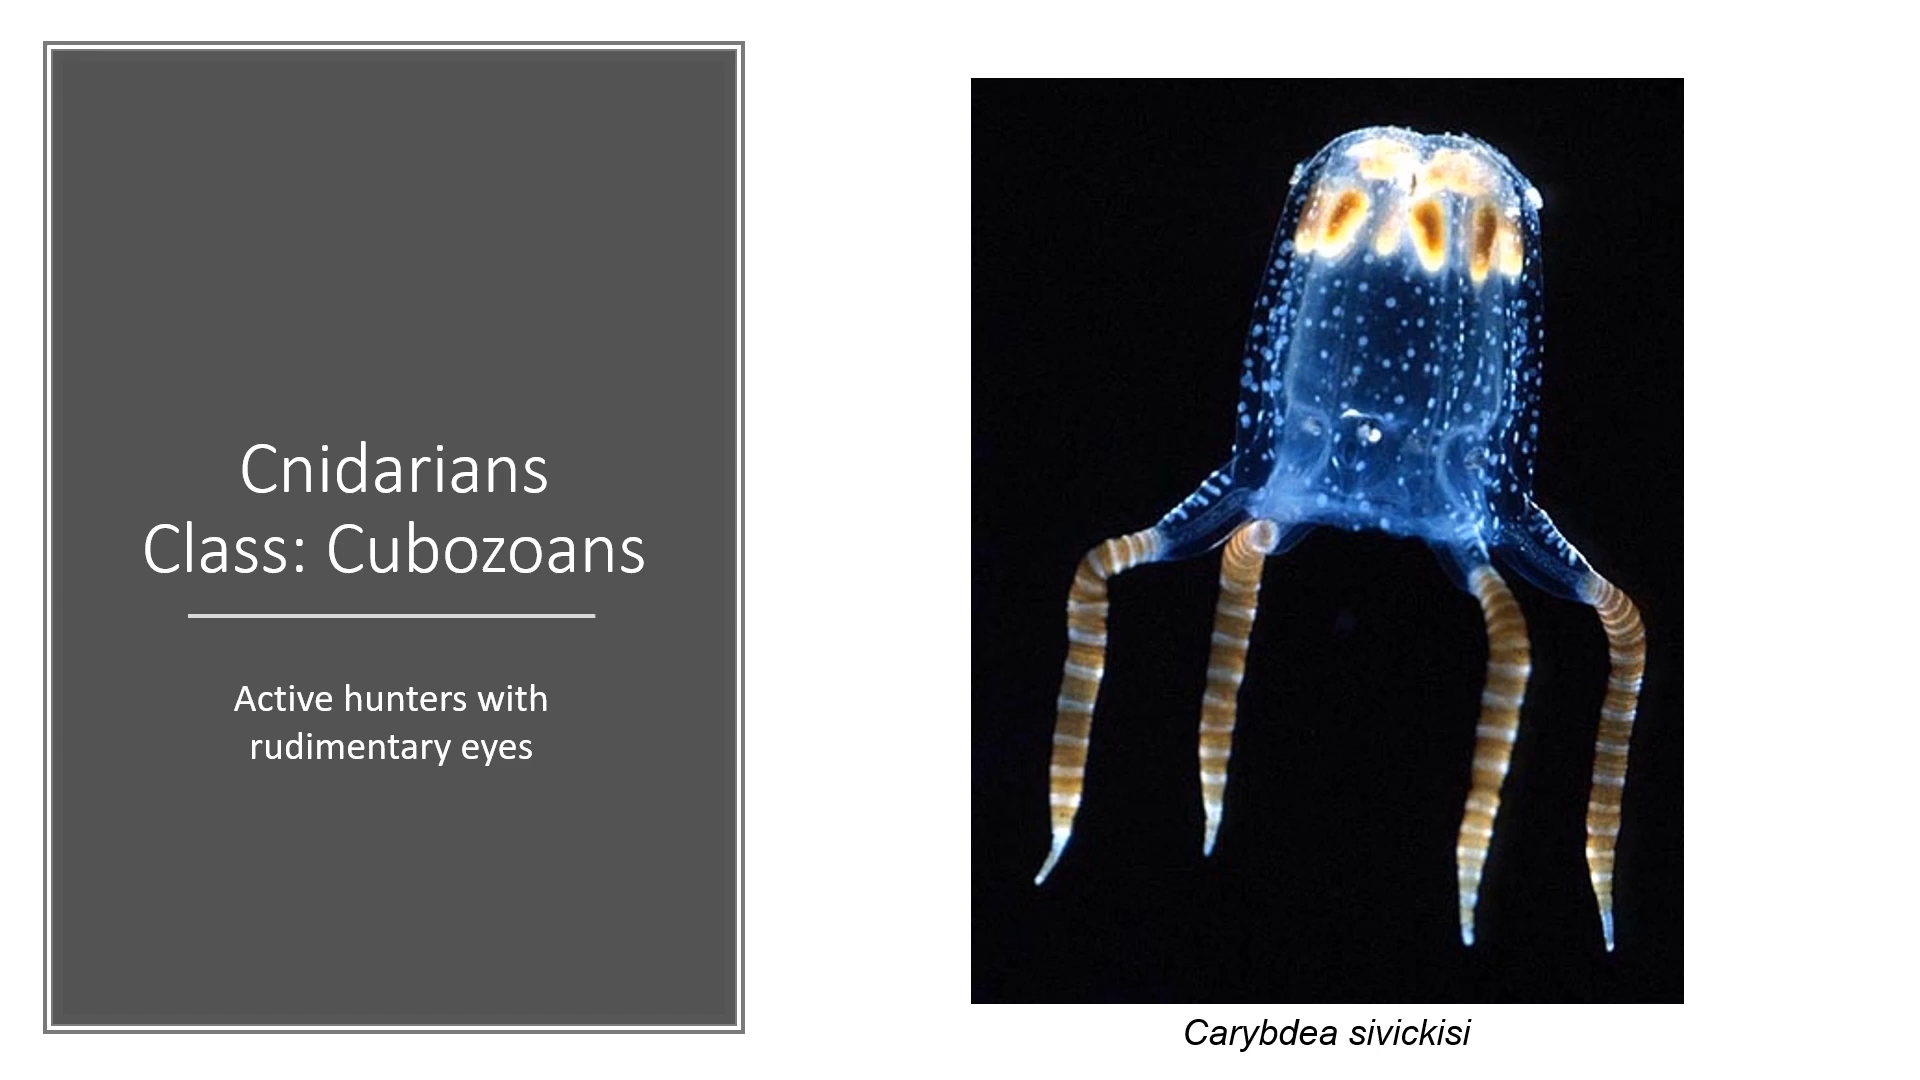 Cnidarians
Class: Cubozoans
Active hunters with
rudimentary eyes
Carybdea sivickisi